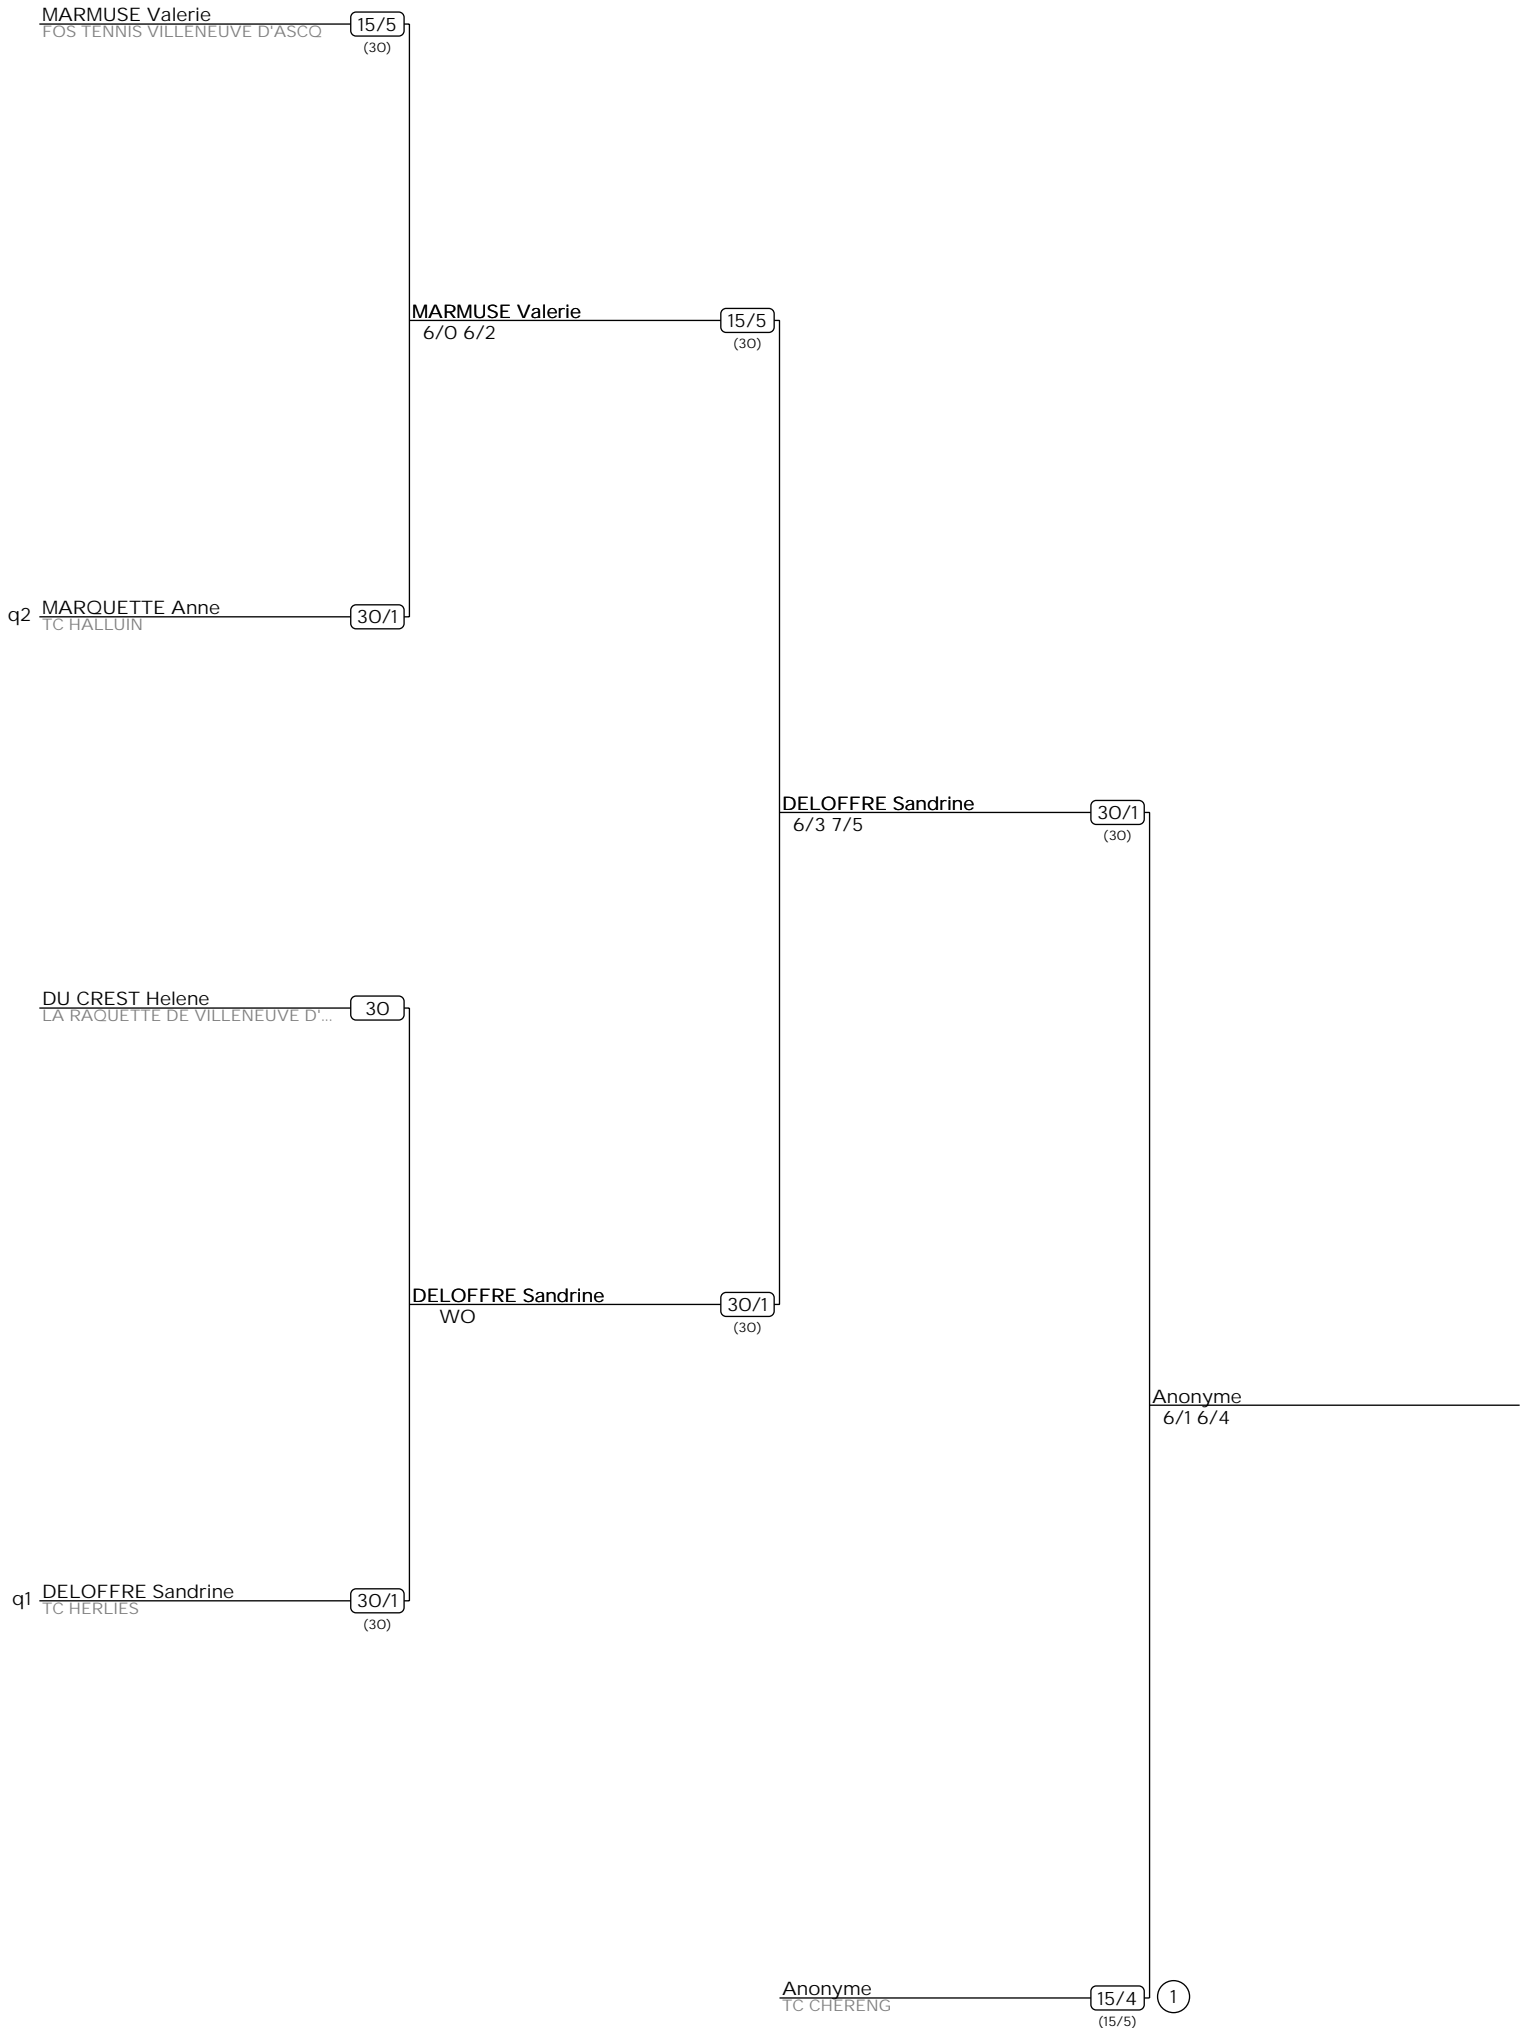 MARMUSE Valerie
FOS TENNIS VILLENEUVE D'ASCQ
15/5
(30)
MARMUSE Valerie
6/0 6/2
15/5
(30)
q2 MARQUETTE Anne
TC HALLUIN
30/1
DELOFFRE Sandrine
6/3 7/5
30/1
(30)
DU CREST Helene
LA RAQUETTE DE VILLENEUVE D'...
30
DELOFFRE Sandrine
WO
30/1
(30)
Anonyme
6/1 6/4
q1 DELOFFRE Sandrine
TC HERLIES
30/1
(30)
Anonyme
TC CHERENG
15/4
(15/5)
1